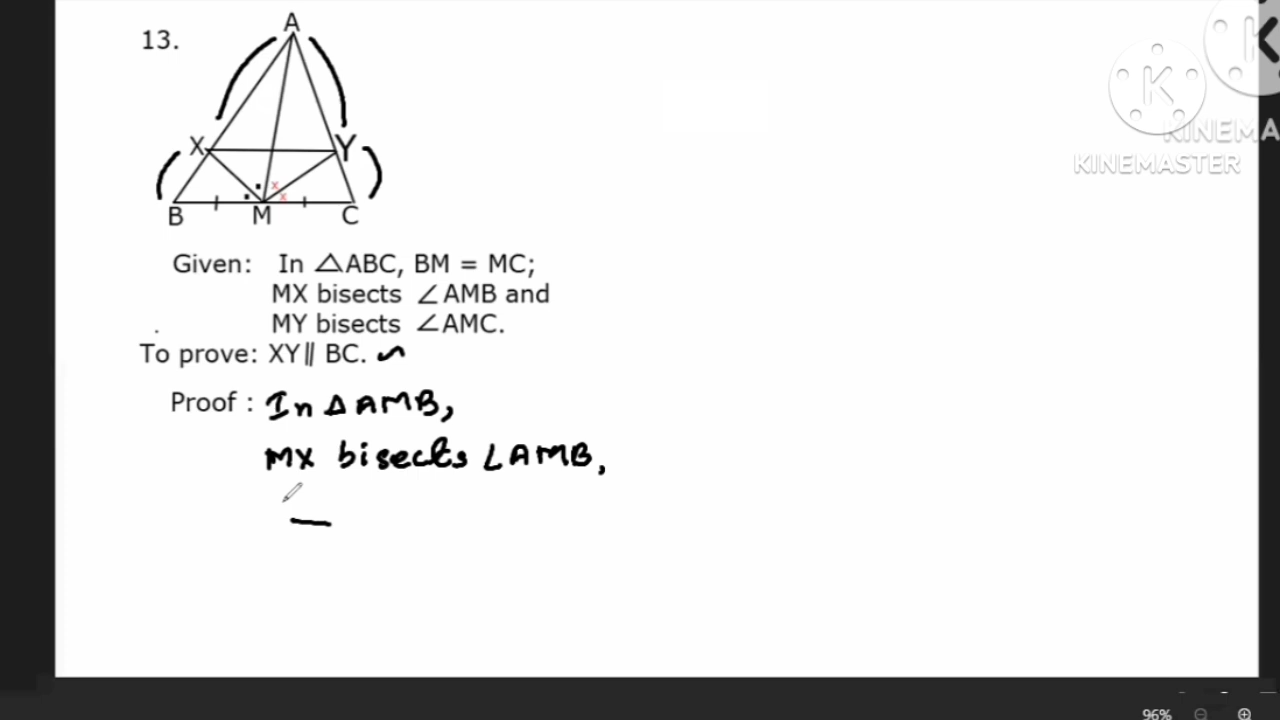 13.
A
X
Y
x
x
B
M
C
Given: In △ABC, BM = MC;
MX bisects ∠AMB and
MY bisects ∠AMC.
To prove: XY ∥ BC.
Proof : In △AMB,
MX bisects ∠AMB,
K
K
KINEMA
KINEMASTER
96%